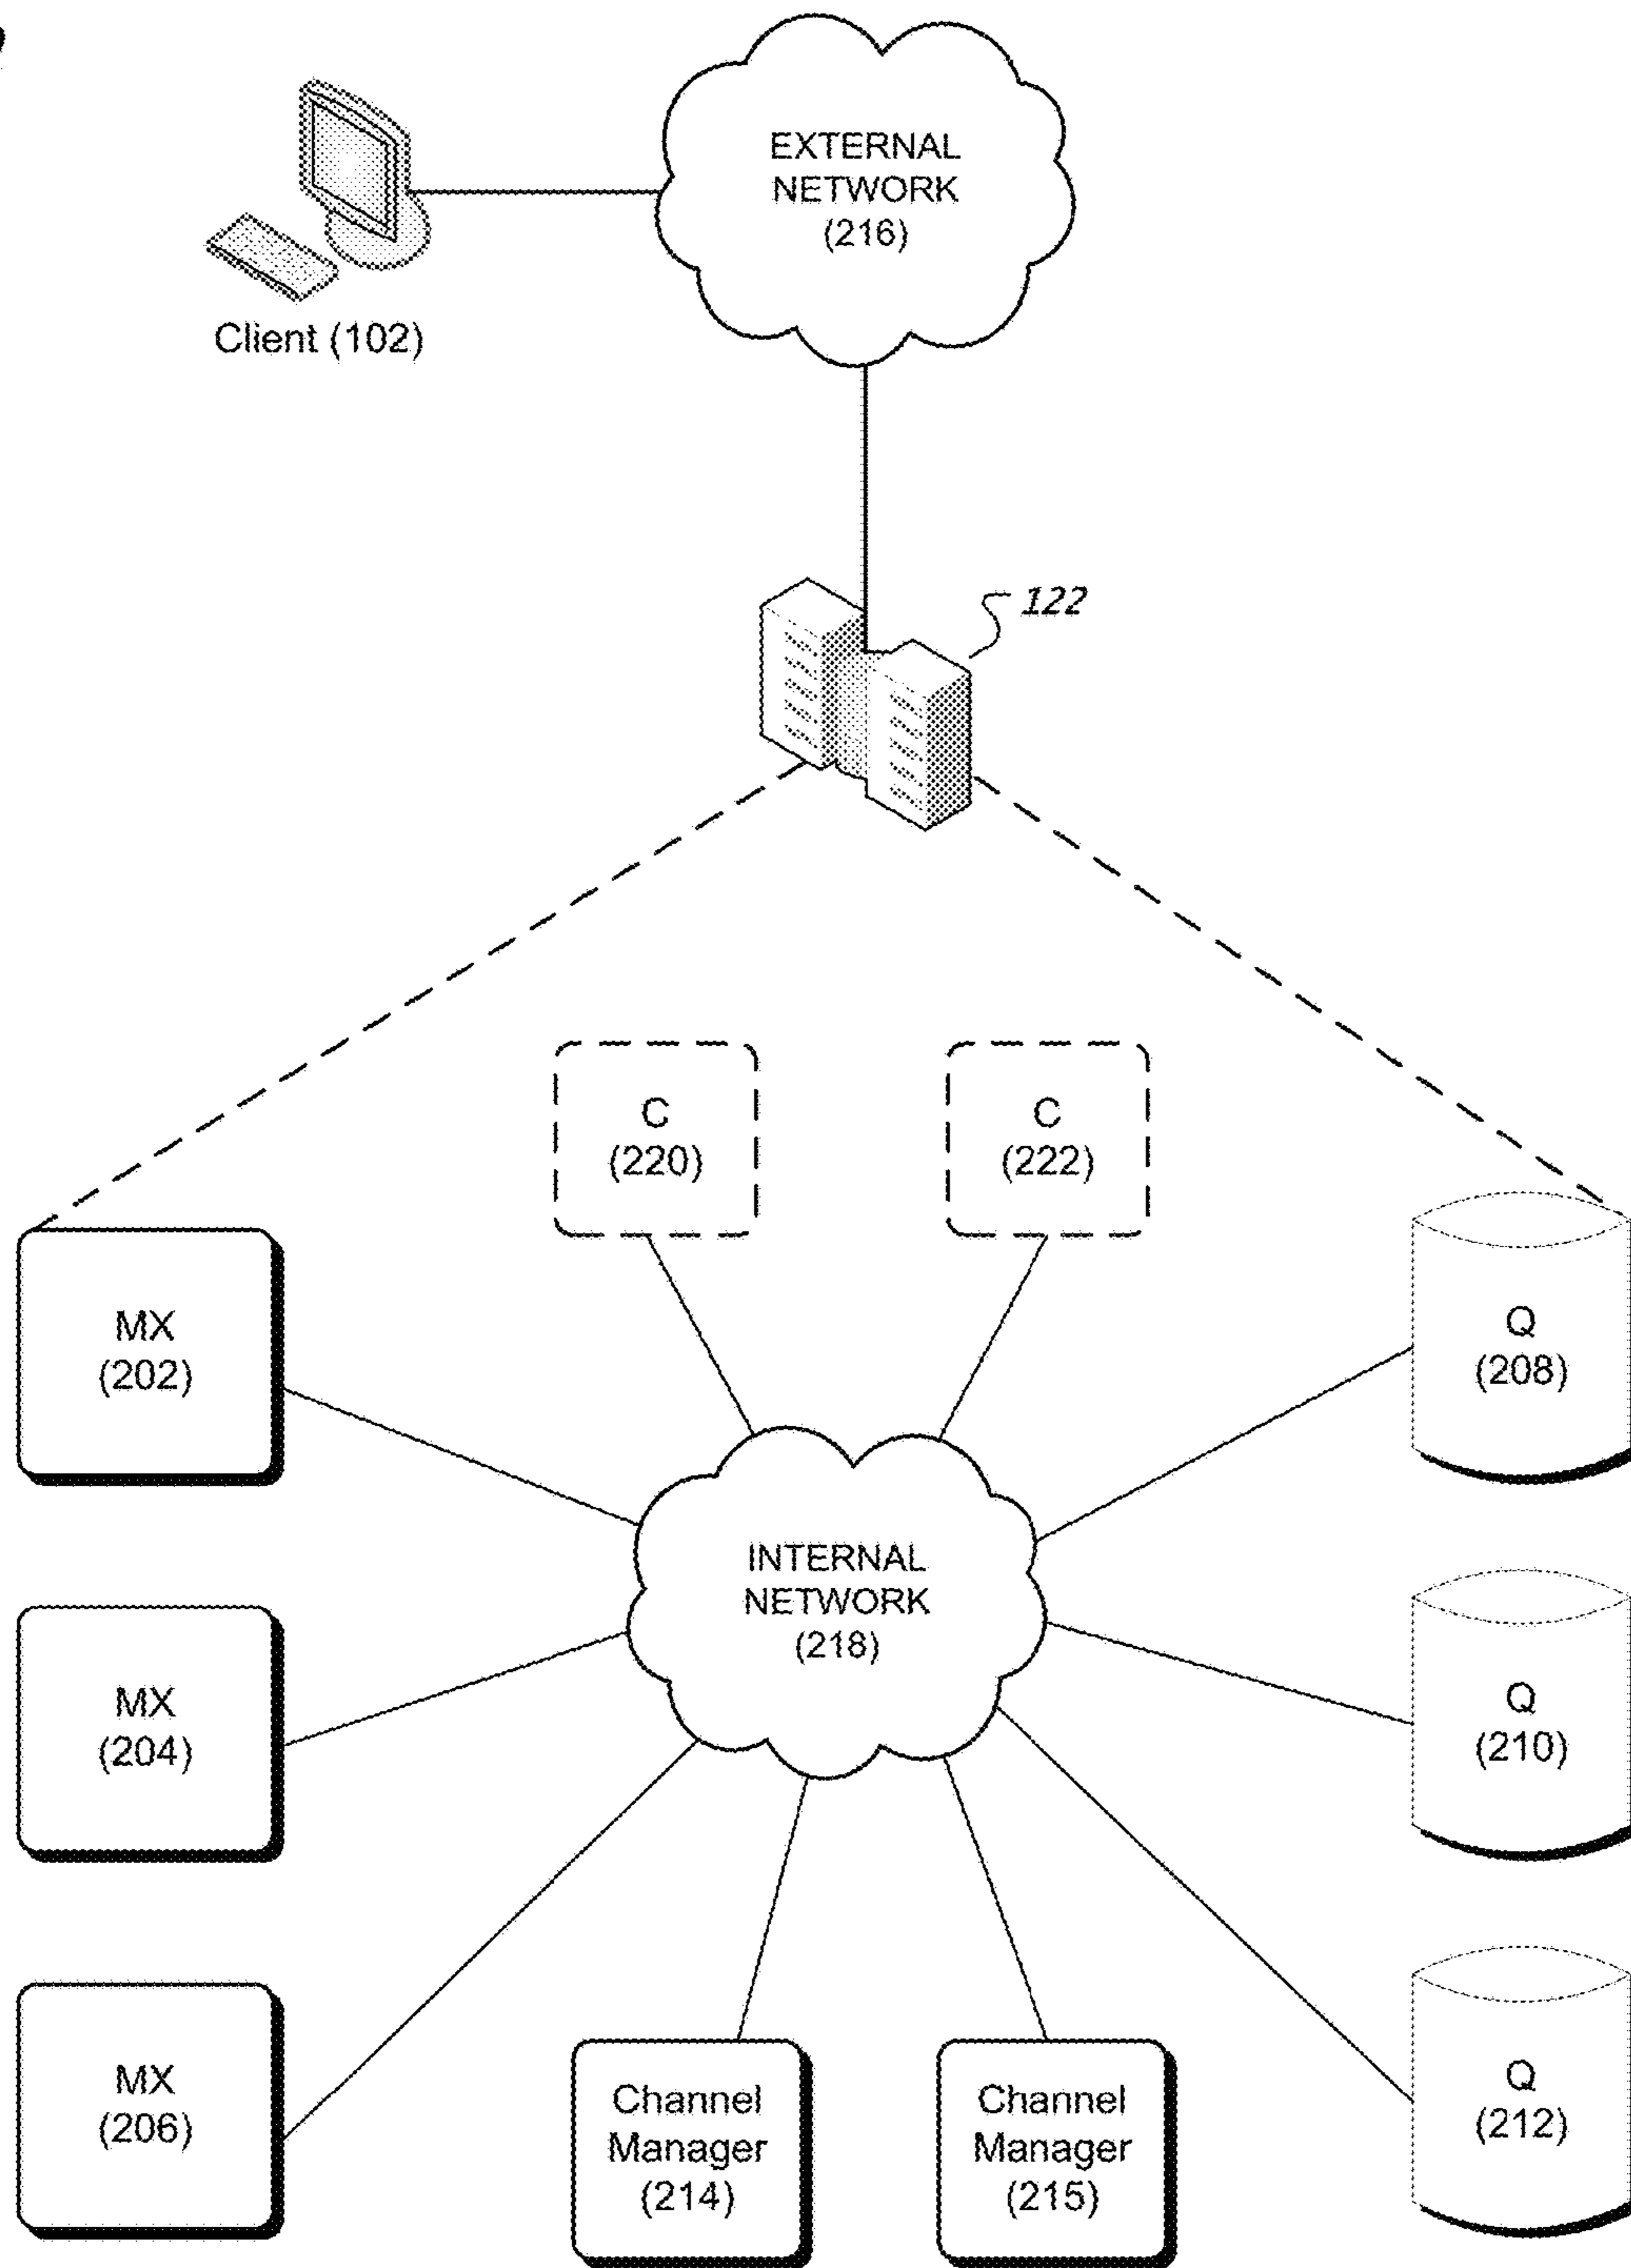 EXTERNAL
NETWORK
(216)
Client (102)
122
C
(220)
C
(222)
MX
(202)
Q
(208)
INTERNAL
NETWORK
(218)
MX
(204)
Q
(210)
MX
(206)
Channel
Manager
(214)
Channel
Manager
(215)
Q
(212)